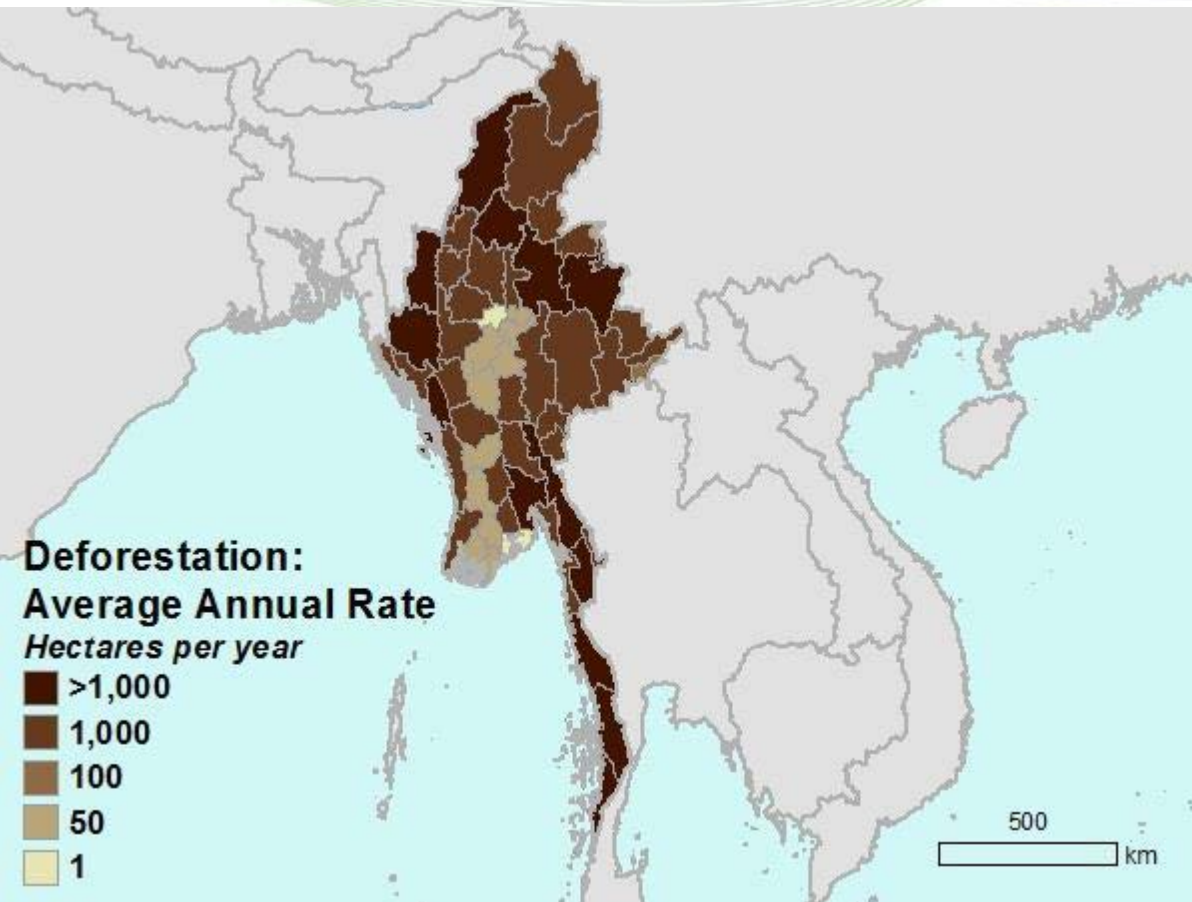 Deforestation:
Average Annual Rate
Hectares per year
>1,000
1,000
100
50
1
500
km